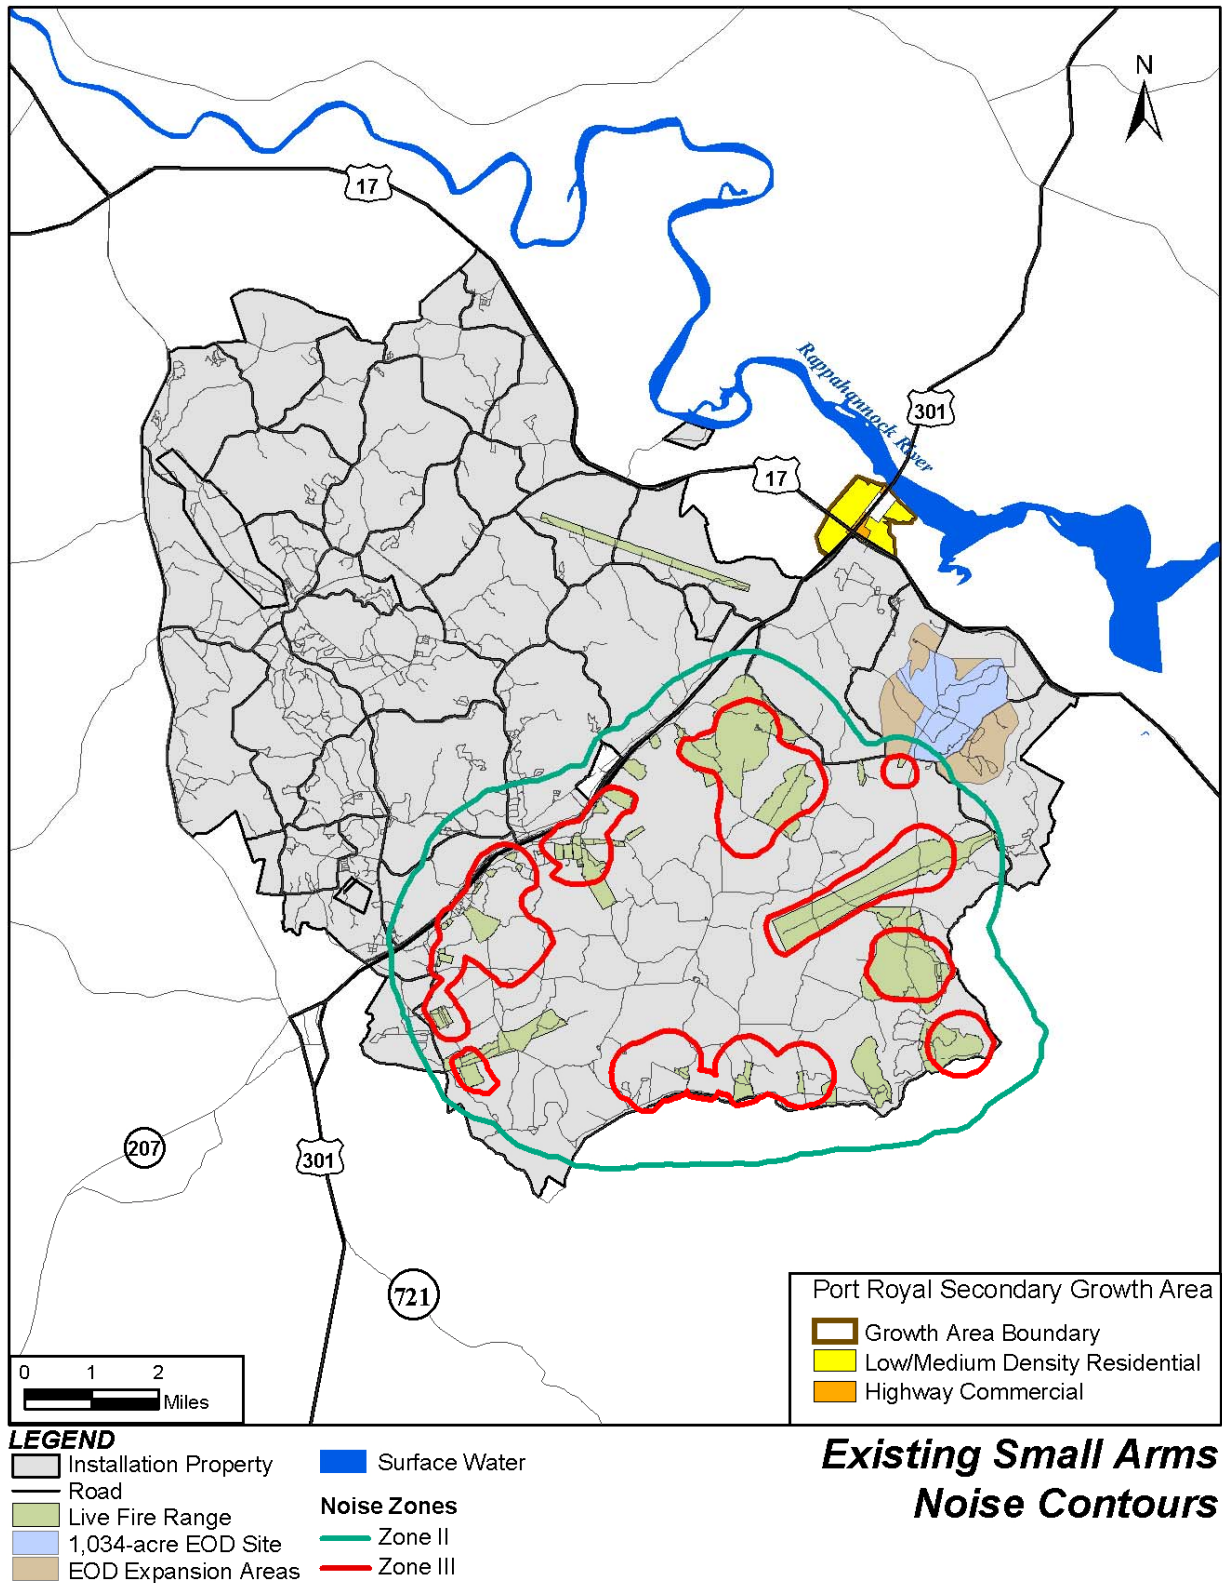 N
17
Rappahannock River
301
17
207
301
721
Port Royal Secondary Growth Area
Growth Area Boundary
Low/Medium Density Residential
Highway Commercial
0 1 2
Miles
LEGEND
Installation Property
Road
Live Fire Range
1,034-acre EOD Site
EOD Expansion Areas
Surface Water
Noise Zones
Zone II
Zone III
Existing Small Arms
Noise Contours